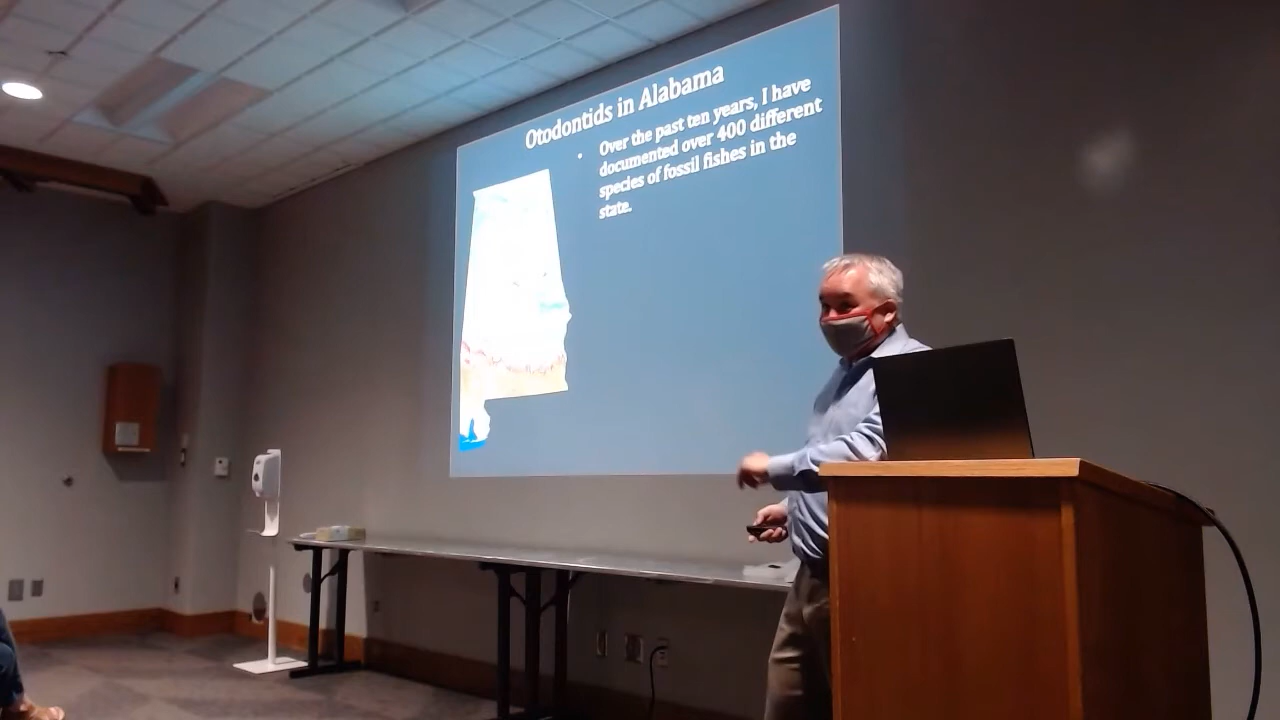 Otodontids in Alabama
• Over the past ten years, I have
documented over 400 different
species of fossil fishes in the
state.